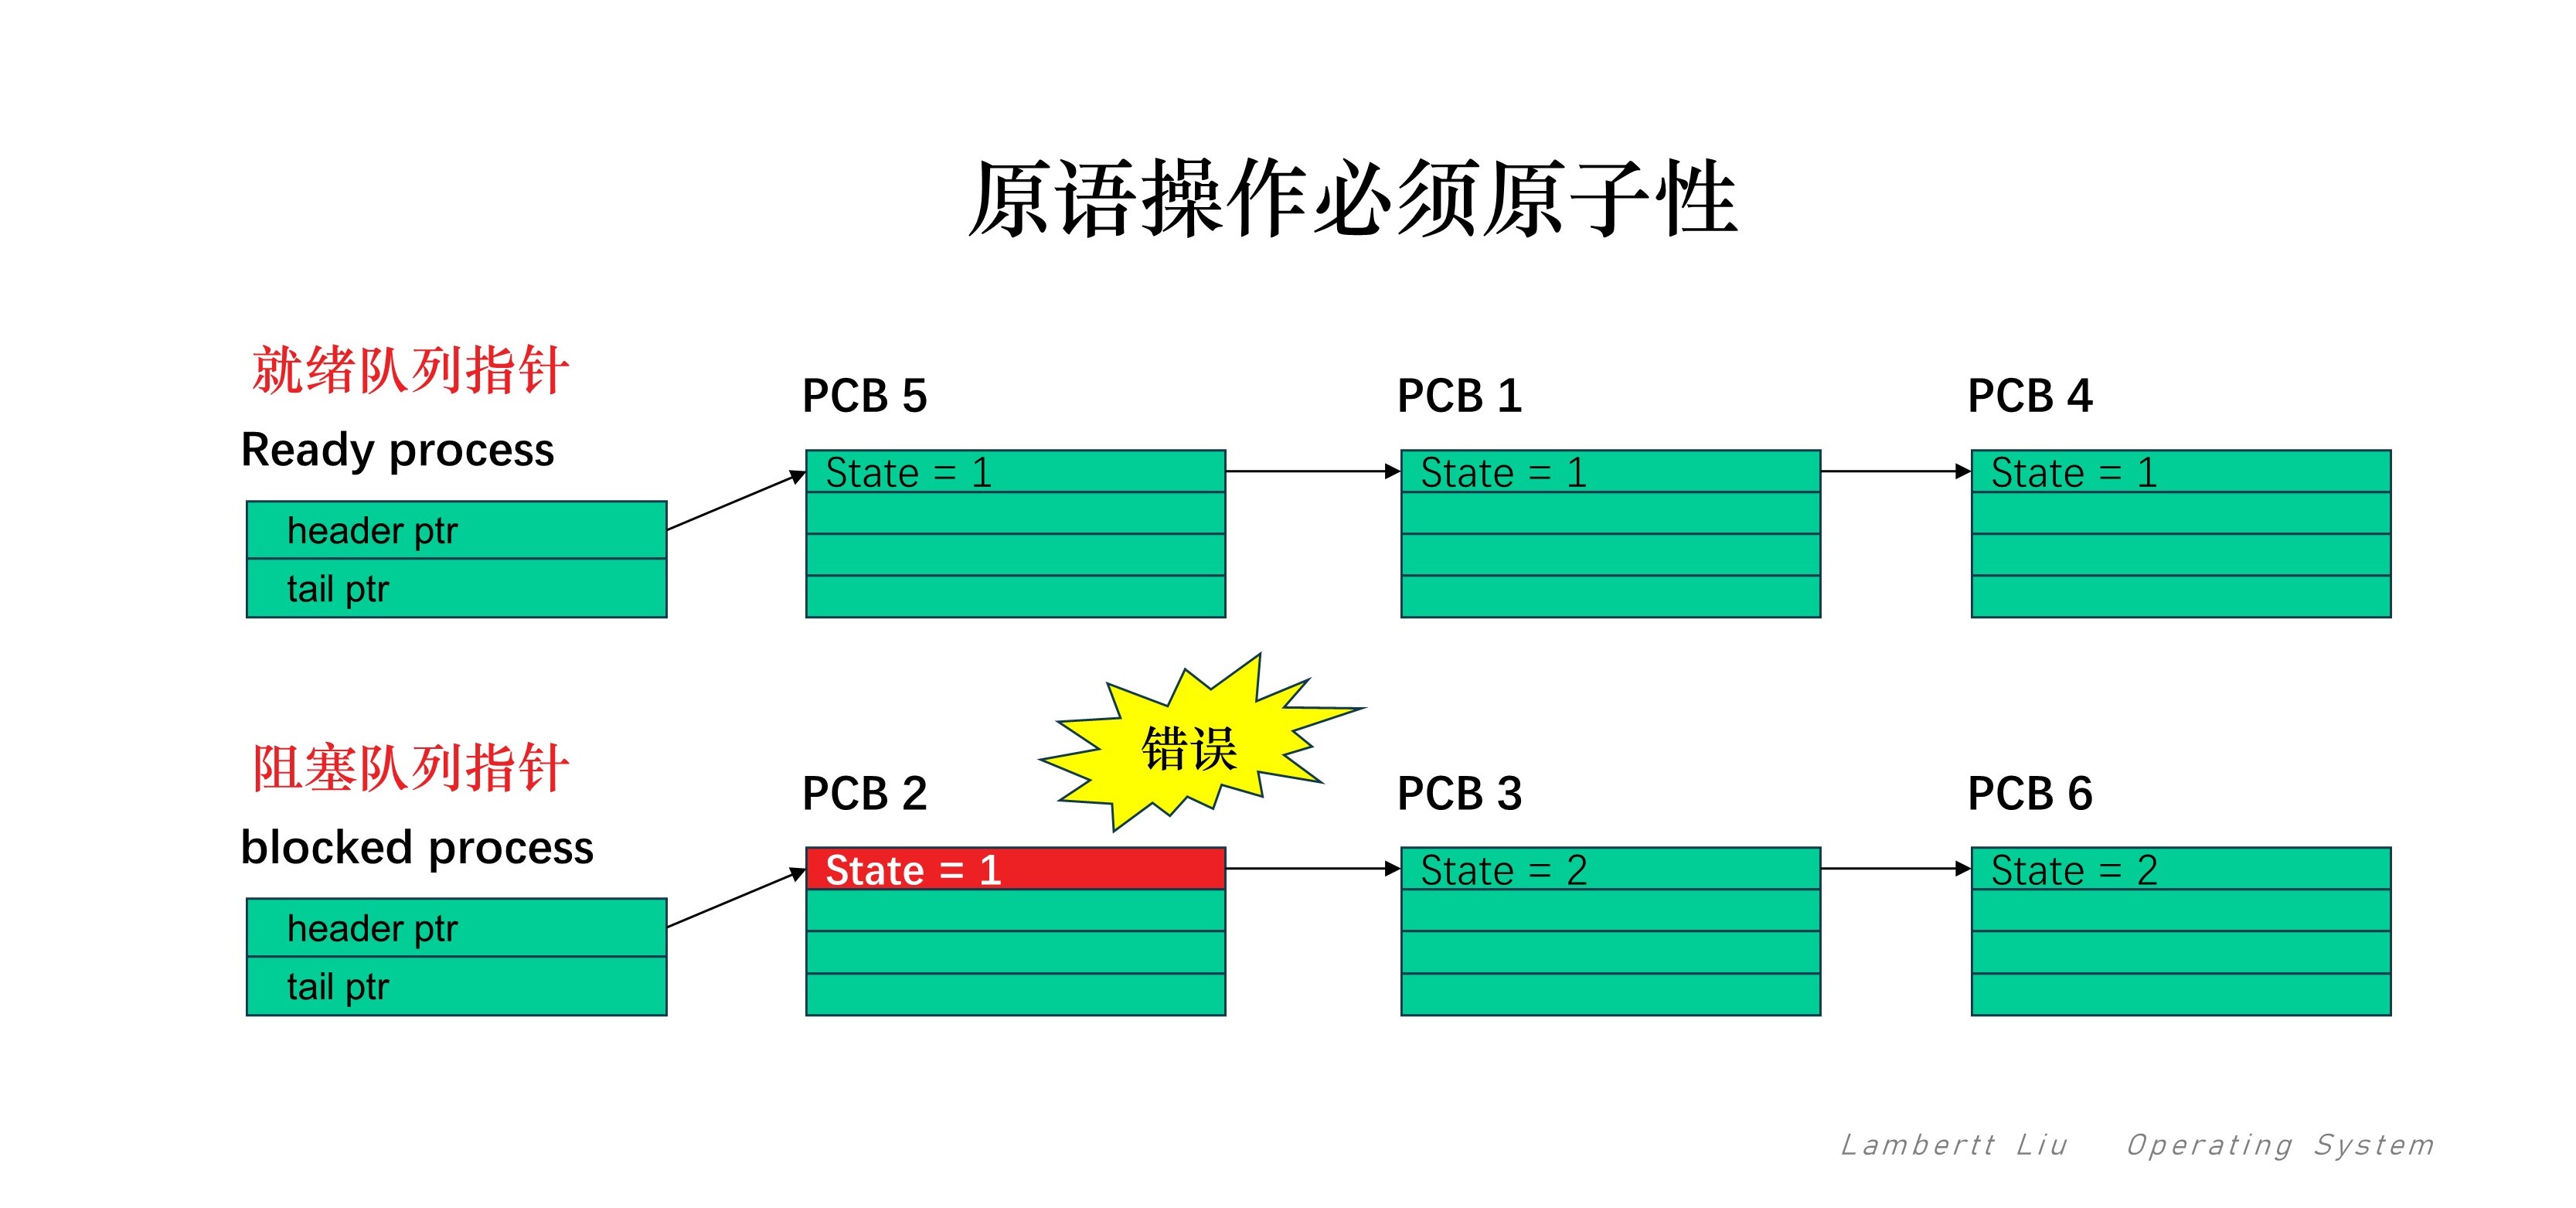 原语操作必须原子性
就绪队列指针
Ready process
header ptr
tail ptr
PCB 5
State = 1
PCB 1
State = 1
PCB 4
State = 1
错误
阻塞队列指针
blocked process
header ptr
tail ptr
PCB 2
State = 1
PCB 3
State = 2
PCB 6
State = 2
Lambertt Liu Operating System